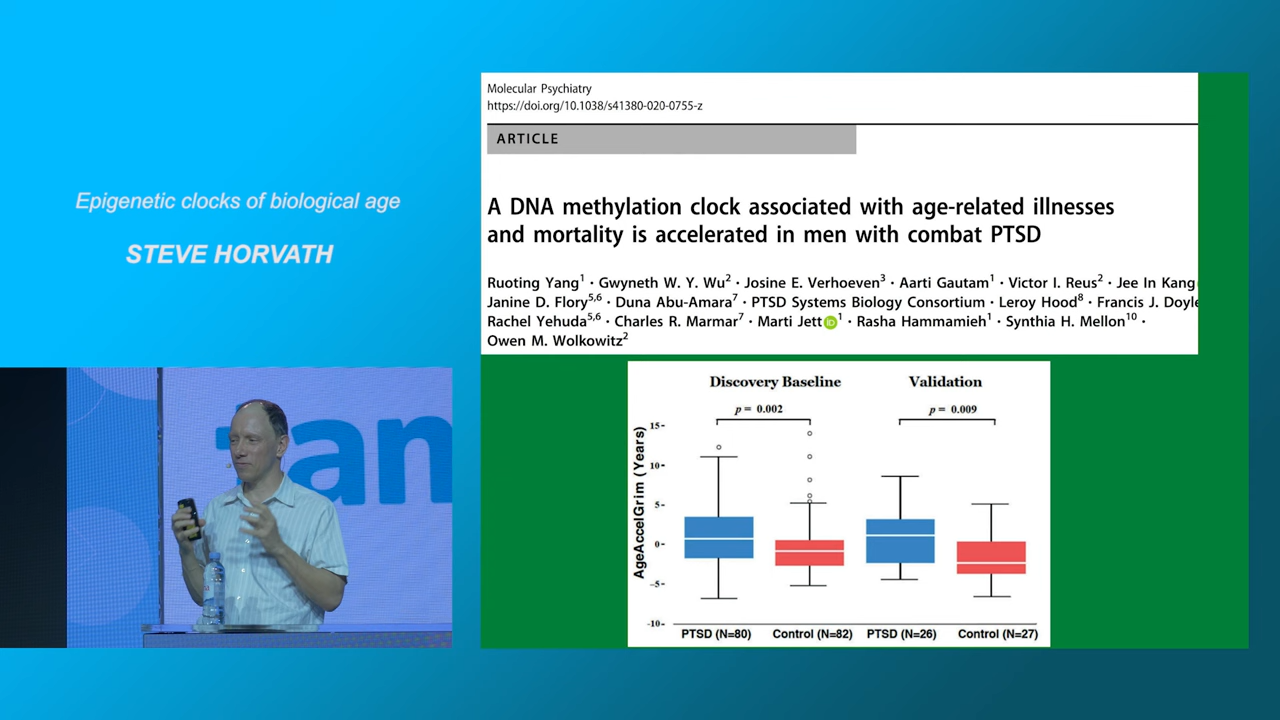 Epigenetic clocks of biological age
STEVE HORVATH
Molecular Psychiatry
https://doi.org/10.1038/s41380-020-0755-z
ARTICLE
A DNA methylation clock associated with age-related illnesses
and mortality is accelerated in men with combat PTSD
Ruoting Yang1 · Gwyneth W. Y. Wu2 · Josine E. Verhoeven3 · Aarti Gautam1 · Victor I. Reus2 · Jee In Kang
Janine D. Flory5,6 · Duna Abu-Amara7 · PTSD Systems Biology Consortium · Leroy Hood8 · Francis J. Doyle
Rachel Yehuda5,6 · Charles R. Marmar7 · Marti Jett iD 1 · Rasha Hammamieh1 · Synthia H. Mellon10 ·
Owen M. Wolkowitz2
Discovery Baseline Validation
p = 0.002 p = 0.009
AgeAccelGrim (Years)
15-
10-
5-
0-
-5-
-10-
PTSD (N=80) Control (N=82) PTSD (N=26) Control (N=27)
an